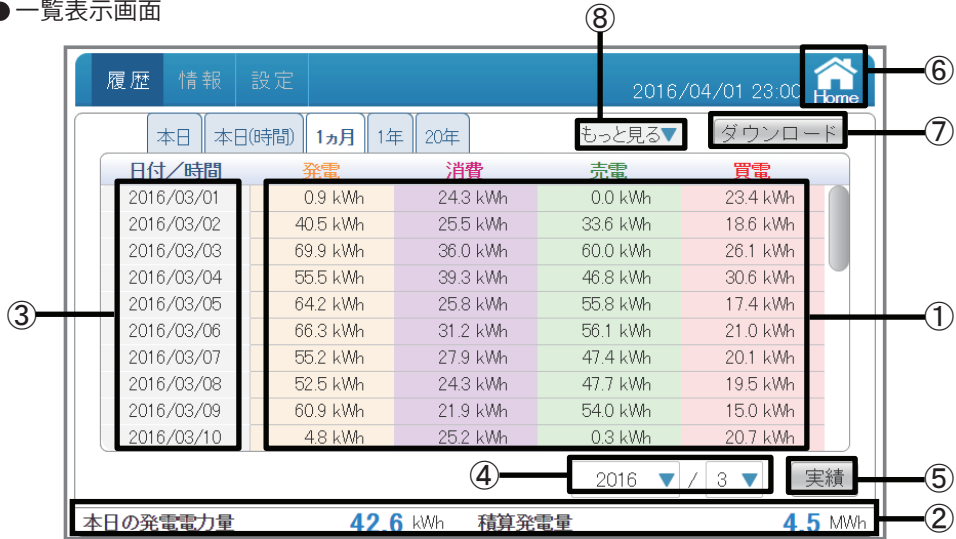 ● 一覧表示画面
⑧
履歴 情報 設定 2016/04/01 23:00 Home ⑥
本日 本日(時間) 1ヵ月 1年 20年 もっと見る▼ ダウンロード ⑦
日付／時間 発電 消費 売電 買電
2016/03/01 0.9 kWh 24.3 kWh 0.0 kWh 23.4 kWh
2016/03/02 40.5 kWh 25.5 kWh 33.6 kWh 18.6 kWh
2016/03/03 69.9 kWh 36.0 kWh 60.0 kWh 26.1 kWh
2016/03/04 55.5 kWh 39.3 kWh 46.8 kWh 30.6 kWh
2016/03/05 64.2 kWh 25.8 kWh 55.8 kWh 17.4 kWh
③ ①
2016/03/06 66.3 kWh 31.2 kWh 56.1 kWh 21.0 kWh
2016/03/07 55.2 kWh 27.9 kWh 47.4 kWh 20.1 kWh
2016/03/08 52.5 kWh 24.3 kWh 47.7 kWh 19.5 kWh
2016/03/09 60.9 kWh 21.9 kWh 54.0 kWh 15.0 kWh
2016/03/10 4.8 kWh 25.2 kWh 0.3 kWh 20.7 kWh
④ 2016 ▼ / 3 ▼ 実績 ⑤
本日の発電電力量 42.6 kWh 積算発電量 4.5 MWh ②